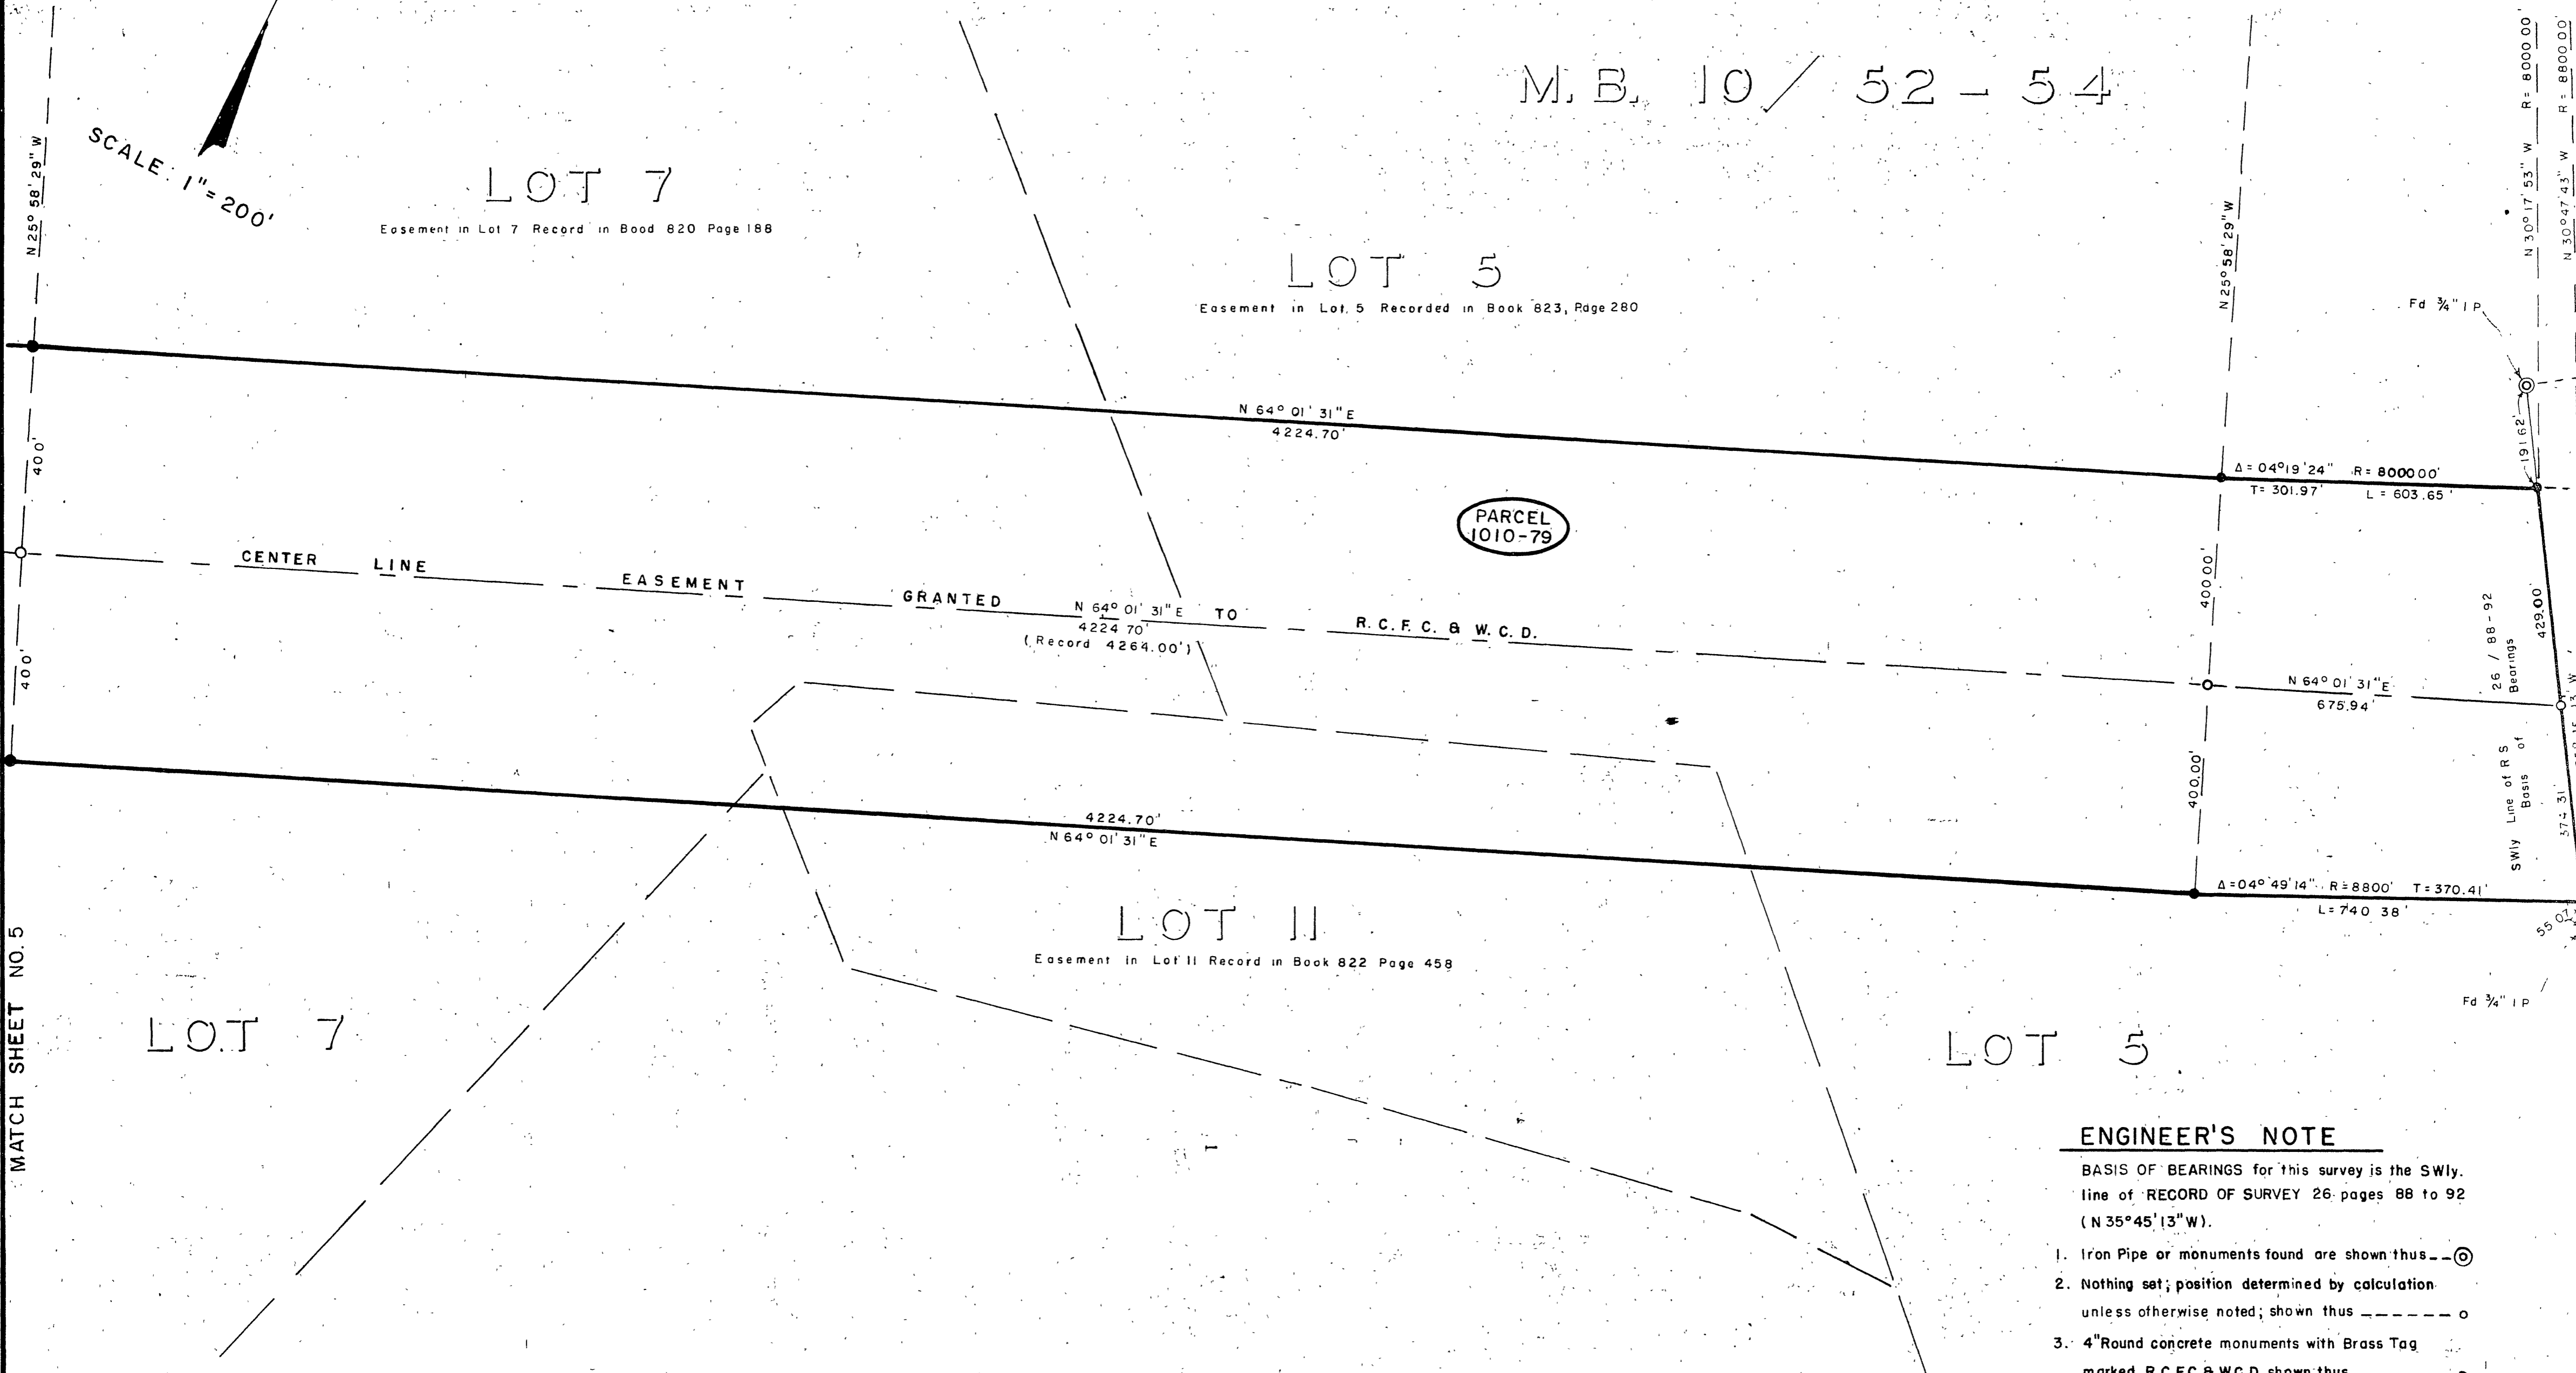 M.B. 10 / 52 - 54
SCALE: 1"=200'
N 25° 58' 29" W
LOT 7
Easement in Lot 7 Record in Bood 820 Page 188
LOT 5
Easement in Lot 5 Recorded in Book 823, Page 280
N 25° 58' 29" W
N 30° 17' 53" W R= 8000 00'
N 30° 47' 43" W R= 8800.00'
Fd 3/4" I P
191 62'
400'
N 64° 01' 31" E
4224.70'
Δ = 04°19'24" R= 8000 00'
T= 301.97' L = 603.65'
PARCEL
1010-79
CENTER LINE EASEMENT GRANTED TO R.C.F.C. & W.C.D.
N 64° 01' 31" E
4224 70'
(Record 4264.00')
400'
400 00'
N 64° 01' 31" E
675.94'
429.00'
SWly Line of R S 26 / 88-92
Basis of Bearings
400.00'
374 31
4224.70'
N 64° 01' 31" E
Δ =04° 49' 14" R=8800' T= 370.41'
L= 740 38'
55 07
LOT 11
Easement in Lot 11 Record in Book 822 Page 458
Fd 3/4" I P
MATCH SHEET NO. 5
LOT 7
LOT 5
ENGINEER'S NOTE
BASIS OF BEARINGS for this survey is the SWly.
line of RECORD OF SURVEY 26 pages 88 to 92
(N 35°45'13" W).
1. Iron Pipe or monuments found are shown thus
2. Nothing set; position determined by calculation
unless otherwise noted; shown thus
3. 4" Round concrete monuments with Brass Tag
marked R.C.F.C. & W.C.D. shown thus